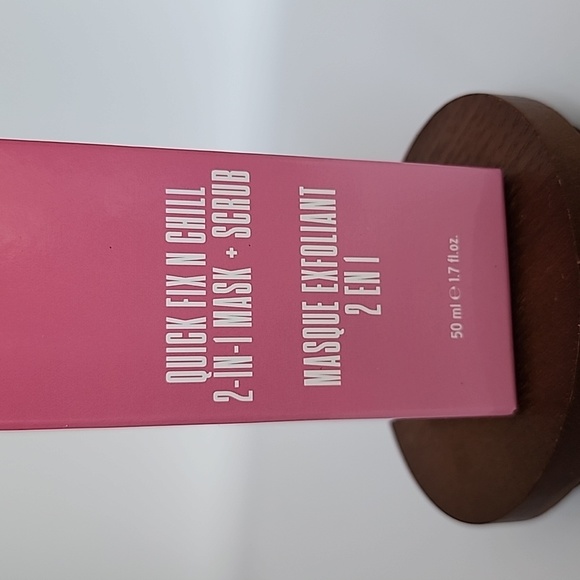 QUICK FIX N CHILL
2-IN-1 MASK + SCRUB
MASQUE EXFOLIANT
2 EN 1
50 ml ℮ 1.7 fl.oz.